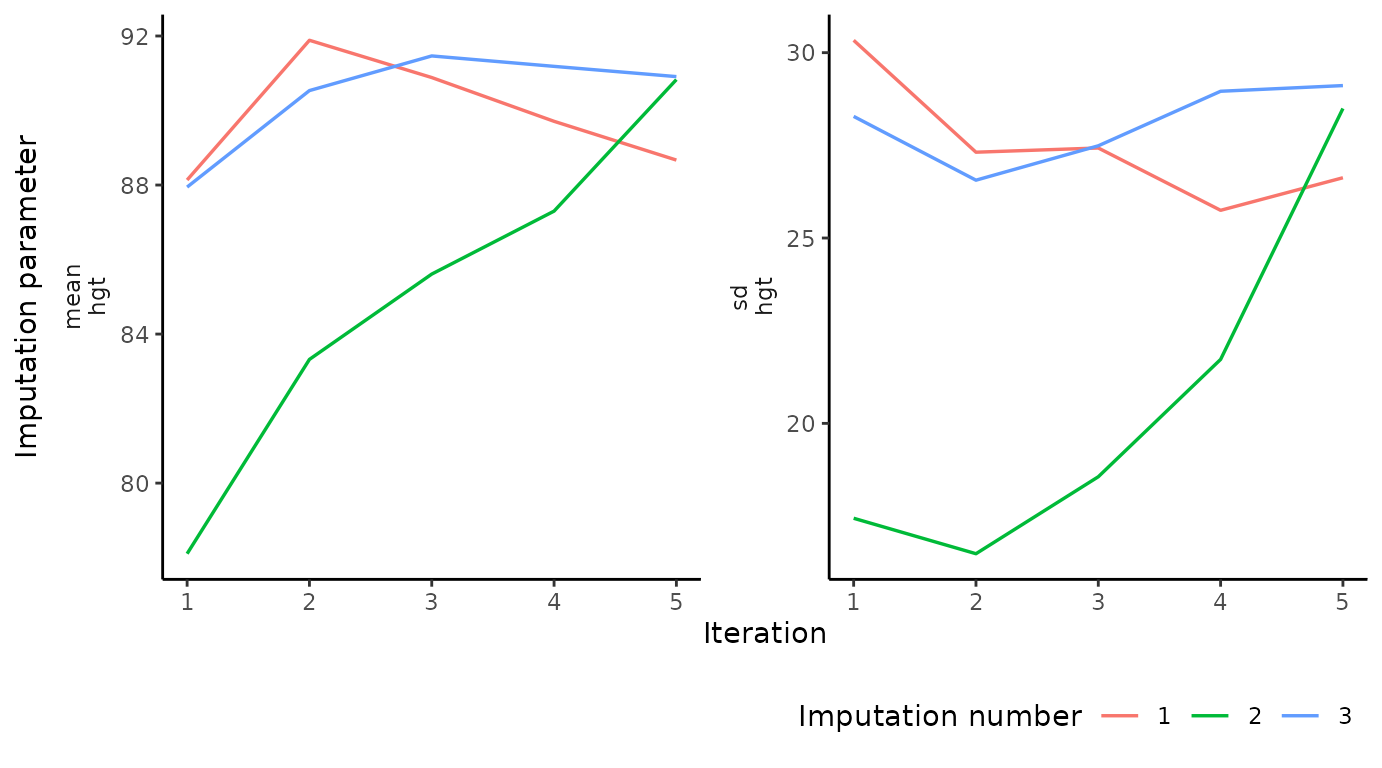 Imputation parameter
mean
hgt
92
88
84
80
1 2 3 4 5
sd
hgt
30
25
20
1 2 3 4 5
Iteration
Imputation number 1 2 3